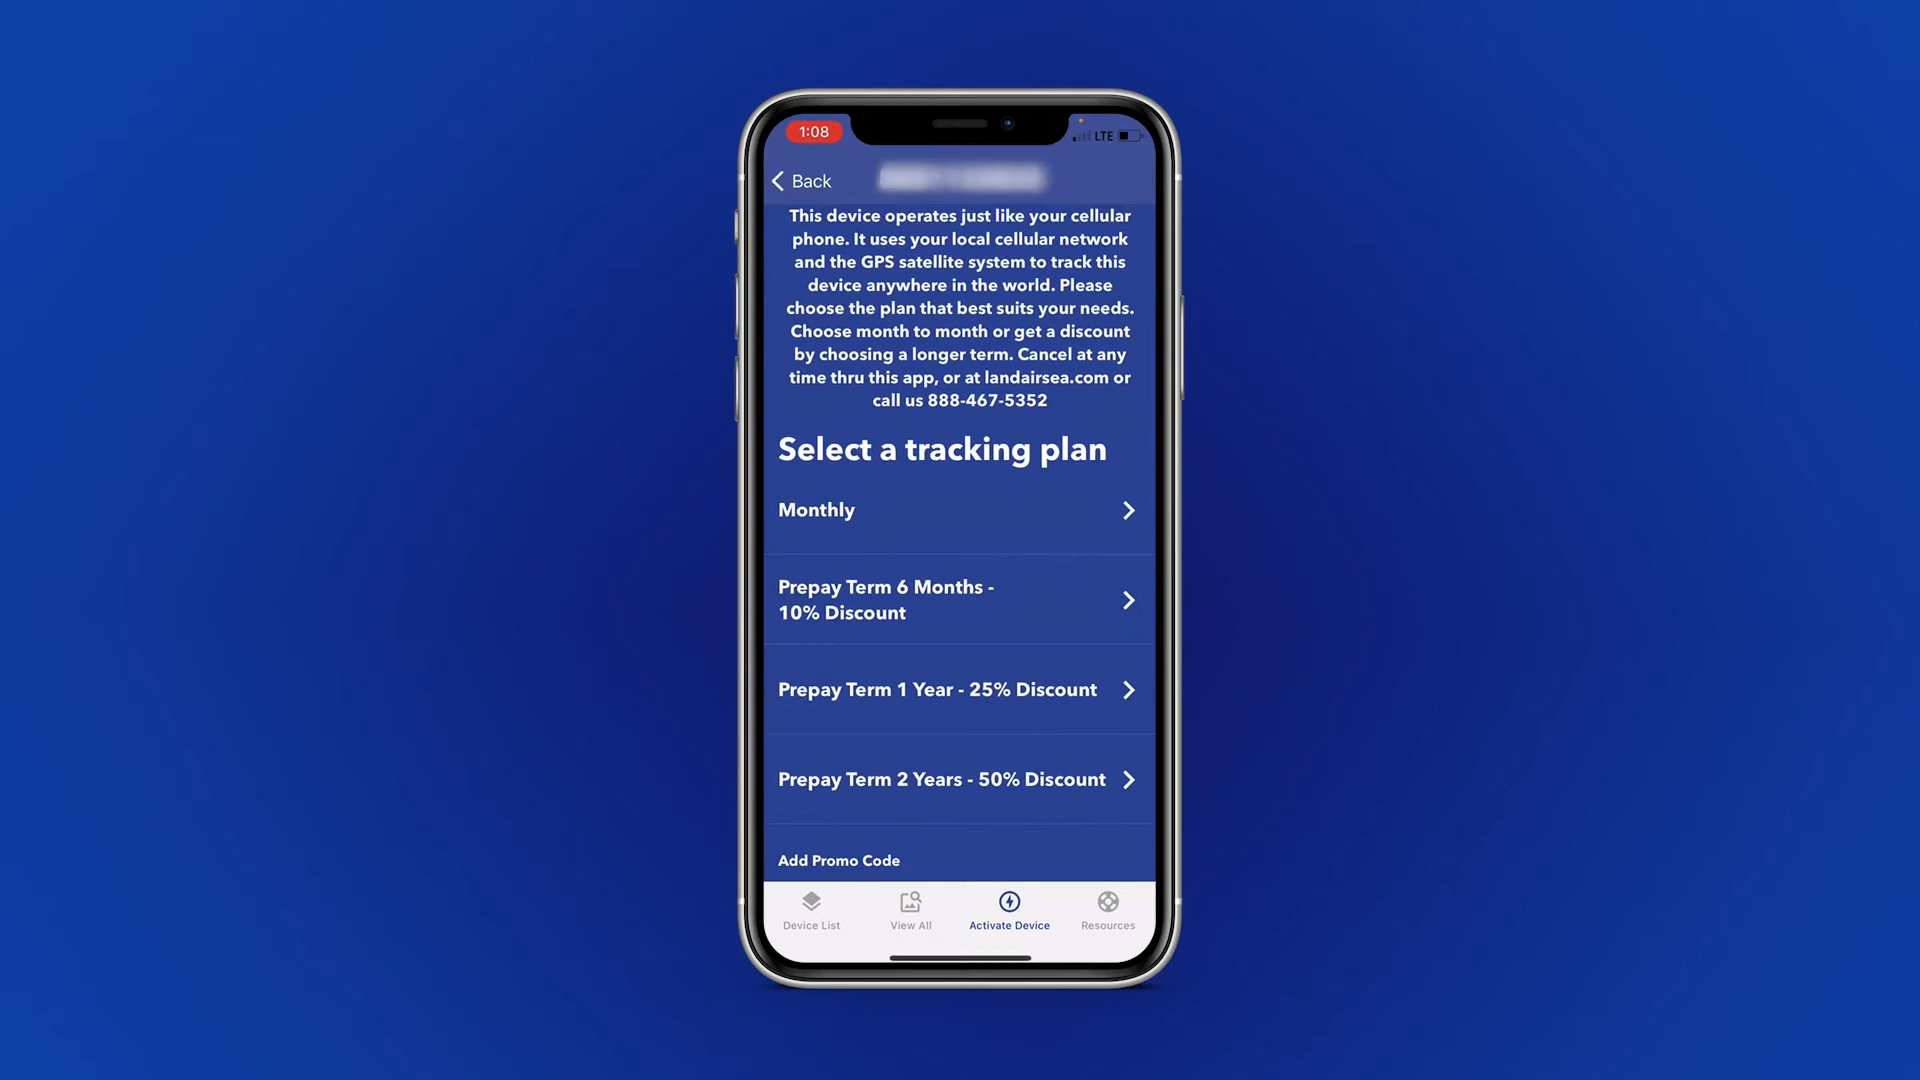 1:08
LTE
Back
This device operates just like your cellular
phone. It uses your local cellular network
and the GPS satellite system to track this
device anywhere in the world. Please
choose the plan that best suits your needs.
Choose month to month or get a discount
by choosing a longer term. Cancel at any
time thru this app, or at landairsea.com or
call us 888-467-5352
Select a tracking plan
Monthly
Prepay Term 6 Months -
10% Discount
Prepay Term 1 Year - 25% Discount
Prepay Term 2 Years - 50% Discount
Add Promo Code
Device List
View All
Activate Device
Resources